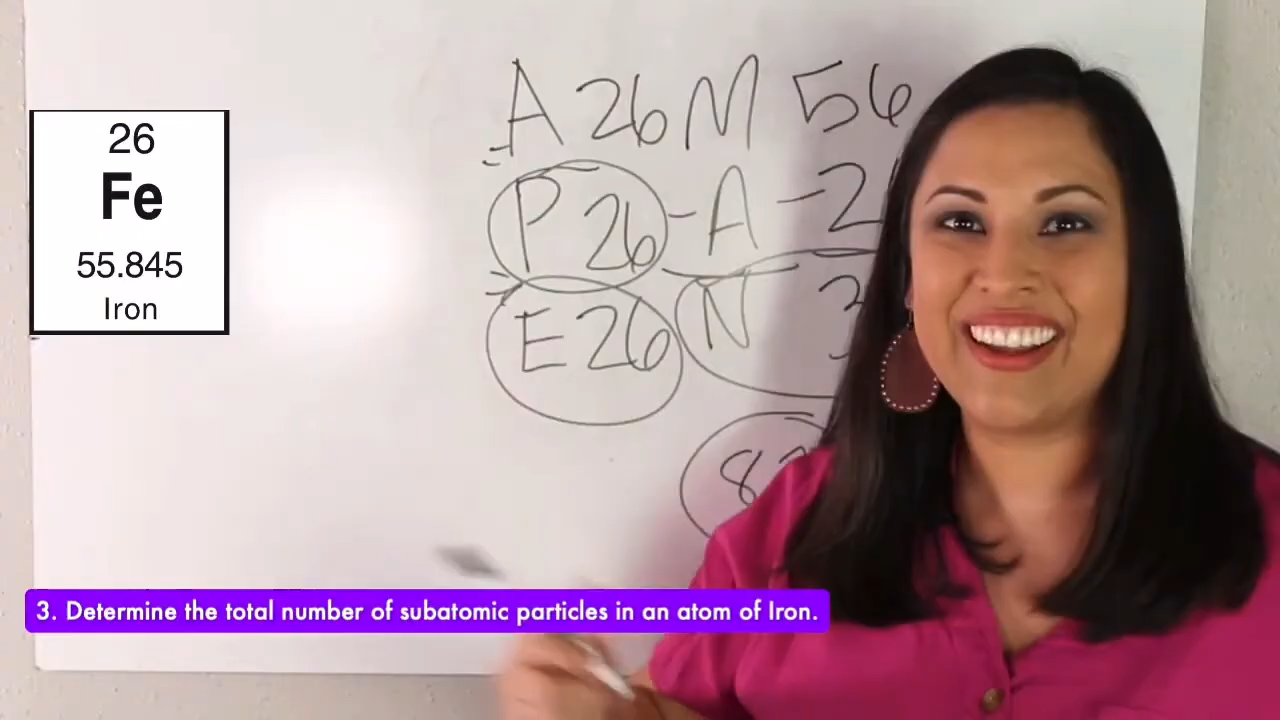 26
Fe
55.845
Iron
A 26 M 56
= P 26 - A - 2
= E 26 N 3
8
3. Determine the total number of subatomic particles in an atom of Iron.